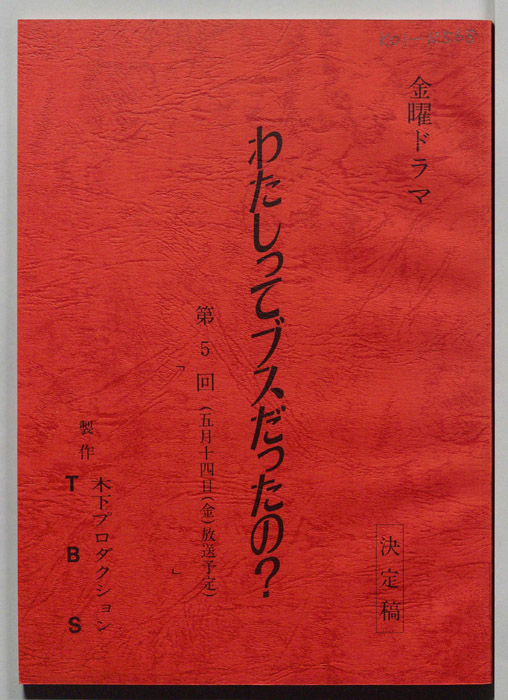 金曜ドラマ
わたしってブスだったの?
決定稿
第5回(五月十四日(金)放送予定)
「 」
製作 木下プロダクション
TBS